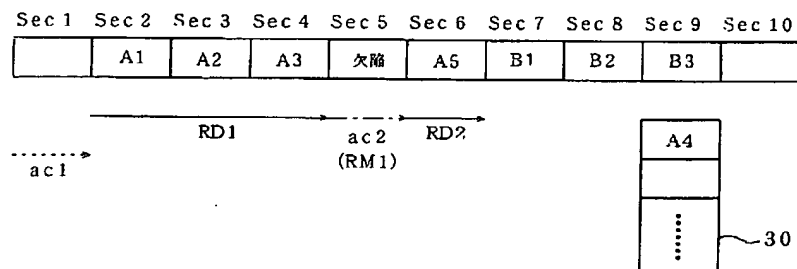 Sec 1 Sec 2 Sec 3 Sec 4 Sec 5 Sec 6 Sec 7 Sec 8 Sec 9 Sec 10
A1 A2 A3 欠陥 A5 B1 B2 B3
RD1 ac2 RD2
(RM1)
ac1
A4
30